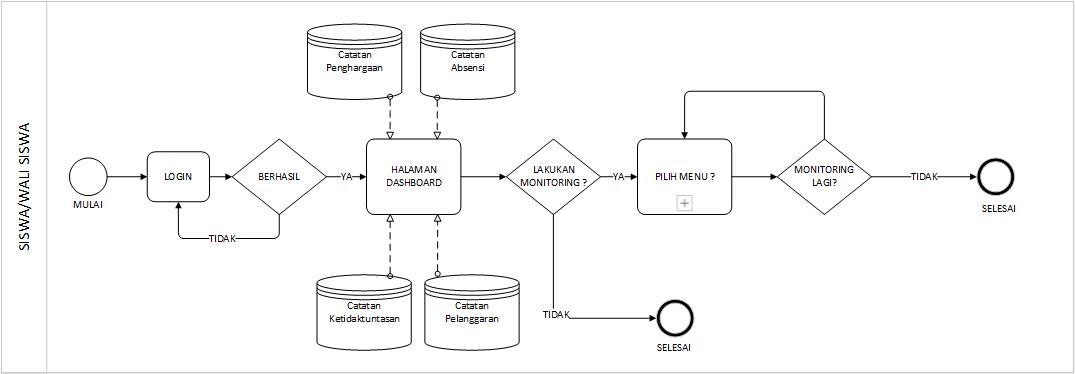 SISWA/WALI SISWA
Catatan
Penghargaan
Catatan
Absensi
MULAI
LOGIN
BERHASIL
YA
TIDAK
HALAMAN
DASHBOARD
LAKUKAN
MONITORING ?
YA
PILIH MENU ?
MONITORING
LAGI?
TIDAK
SELESAI
Catatan
Ketidaktuntasan
Catatan
Pelanggaran
TIDAK
SELESAI